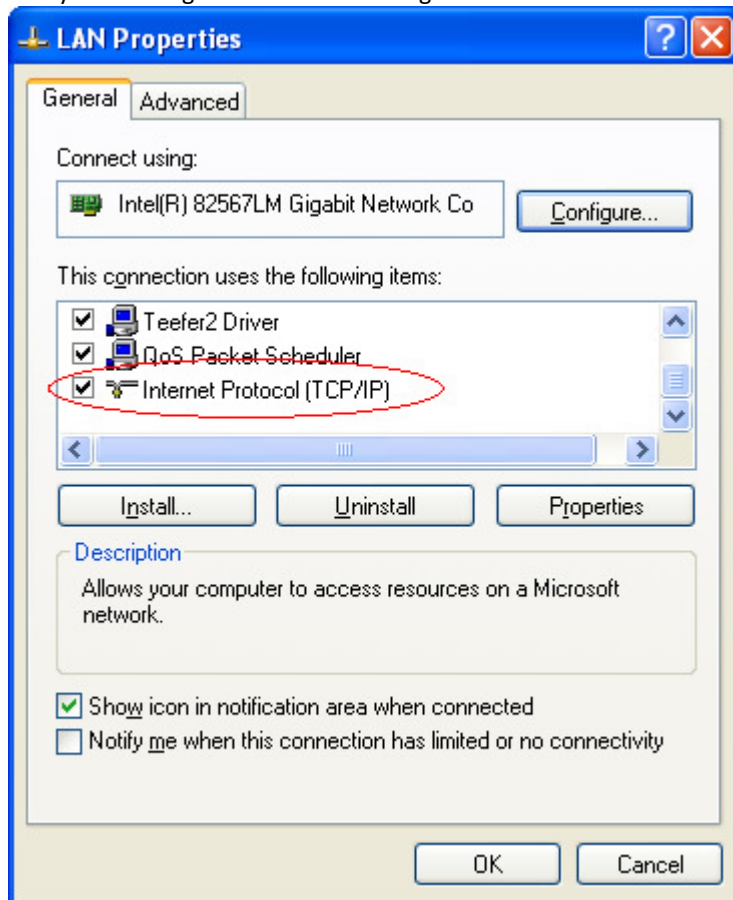 LAN Properties
General Advanced
Connect using:
Intel(R) 82567LM Gigabit Network Co
Configure...
This connection uses the following items:
Teefer2 Driver
QoS Packet Scheduler
Internet Protocol (TCP/IP)
Install... Uninstall Properties
Description
Allows your computer to access resources on a Microsoft
network.
Show icon in notification area when connected
Notify me when this connection has limited or no connectivity
OK Cancel